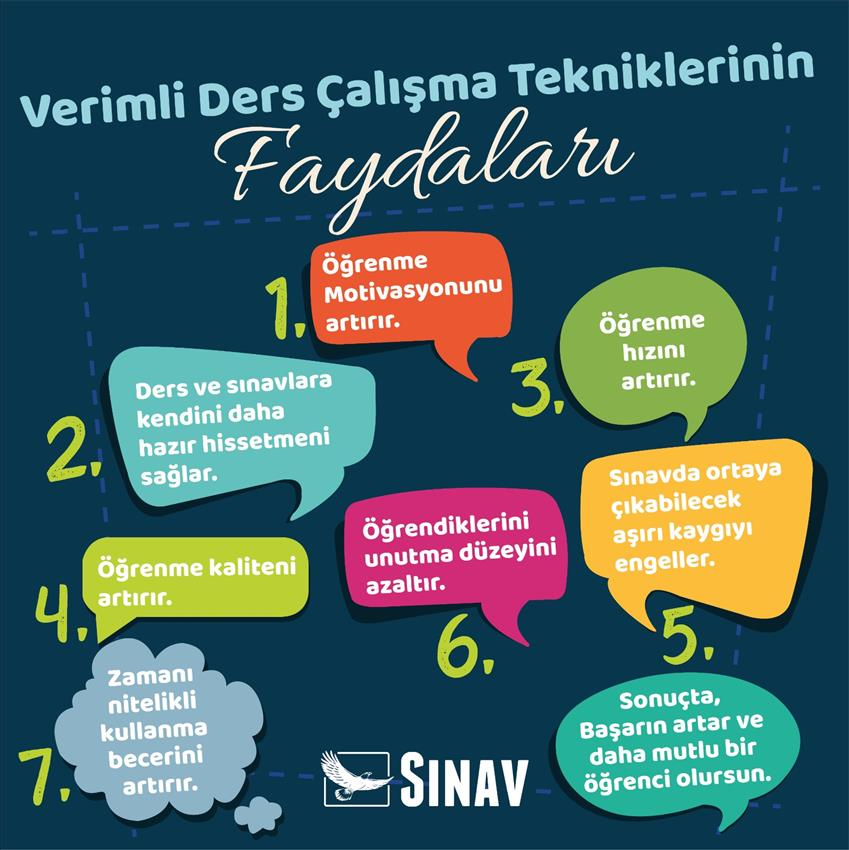 Verimli Ders Çalışma Tekniklerinin
Faydaları
1.
Öğrenme
Motivasyonunu
artırır.
2.
Ders ve sınavlara
kendini daha
hazır hissetmeni
sağlar.
3.
Öğrenme
hızını
artırır.
4.
Öğrenme kaliteni
artırır.
5.
Sınavda ortaya
çıkabilecek
aşırı kaygıyı
engeller.
6.
Öğrendiklerini
unutma düzeyini
azaltır.
7.
Zamanı
nitelikli
kullanma
becerini
artırır.
Sonuçta,
Başarın artar ve
daha mutlu bir
öğrenci olursun.
SINAV